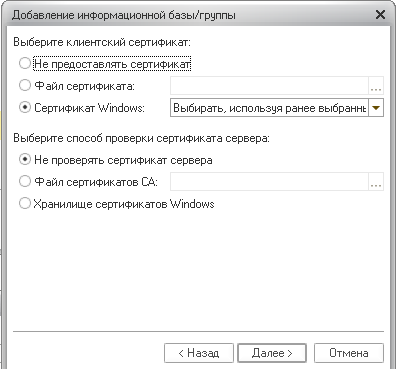 Добавление информационной базы/группы
Выберите клиентский сертификат:
Не предоставлять сертификат
Файл сертификата:
...
Сертификат Windows:
Выбирать, используя ранее выбранны
Выберите способ проверки сертификата сервера:
Не проверять сертификат сервера
Файл сертификатов CA:
...
Хранилище сертификатов Windows
< Назад
Далее >
Отмена